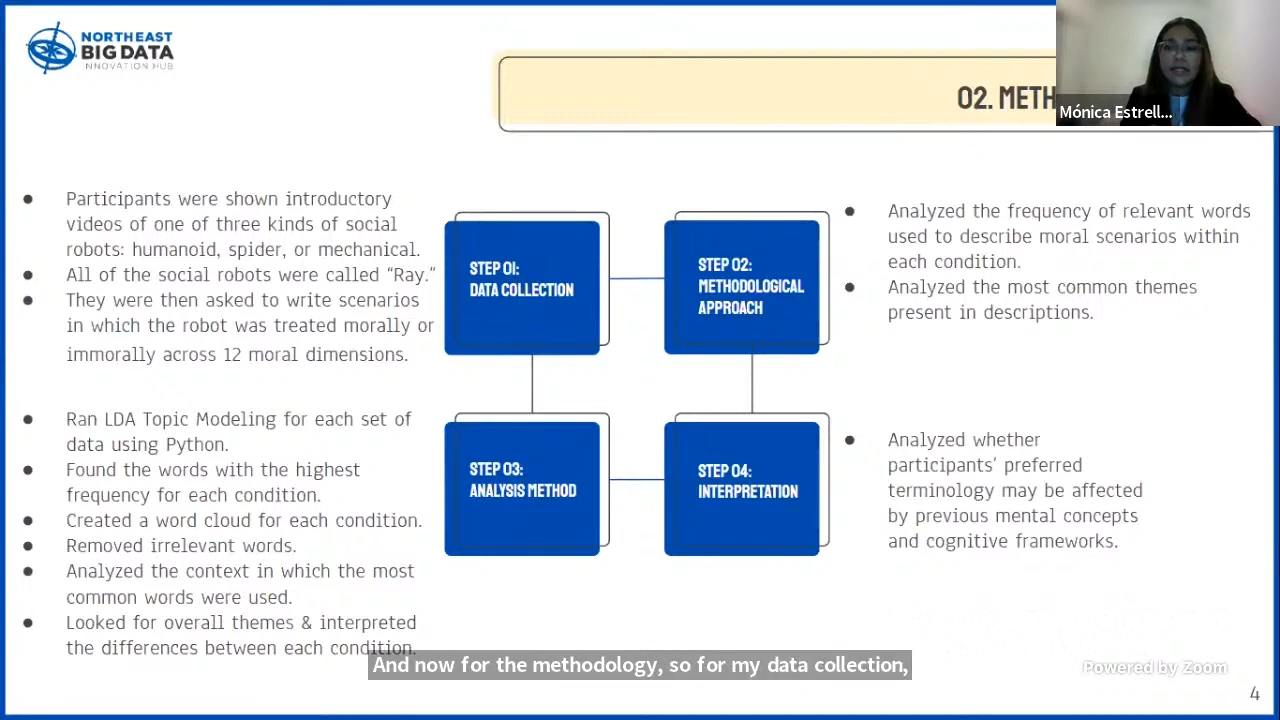 NORTHEAST
BIG DATA
INNOVATION HUB
02. METH
Mónica Estrell...
● Participants were shown introductory
videos of one of three kinds of social
robots: humanoid, spider, or mechanical.
● All of the social robots were called “Ray.”
● They were then asked to write scenarios
in which the robot was treated morally or
immorally across 12 moral dimensions.
STEP 01:
DATA COLLECTION
STEP 02:
METHODOLOGICAL
APPROACH
● Analyzed the frequency of relevant words
used to describe moral scenarios within
each condition.
● Analyzed the most common themes
present in descriptions.
● Ran LDA Topic Modeling for each set of
data using Python.
● Found the words with the highest
frequency for each condition.
● Created a word cloud for each condition.
● Removed irrelevant words.
● Analyzed the context in which the most
common words were used.
● Looked for overall themes & interpreted
the differences between each condition.
STEP 03:
ANALYSIS METHOD
STEP 04:
INTERPRETATION
● Analyzed whether
participants’ preferred
terminology may be affected
by previous mental concepts
and cognitive frameworks.
And now for the methodology, so for my data collection,
Powered by Zoom
4